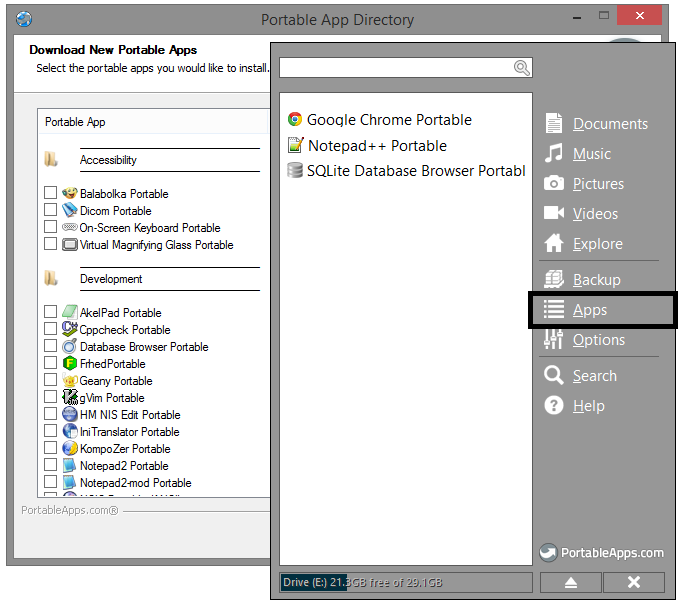 Portable App Directory
Download New Portable Apps
Select the portable apps you would like to install.
Portable App
Accessibility
Balabolka Portable
Dicom Portable
On-Screen Keyboard Portable
Virtual Magnifying Glass Portable
Development
AkelPad Portable
Cppcheck Portable
Database Browser Portable
FrhedPortable
Geany Portable
gVim Portable
HM NIS Edit Portable
IniTranslator Portable
KompoZer Portable
Notepad2 Portable
Notepad2-mod Portable
PortableApps.com®
Google Chrome Portable
Notepad++ Portable
SQLite Database Browser Portabl
Documents
Music
Pictures
Videos
Explore
Backup
Apps
Options
Search
Help
PortableApps.com
Drive (E:) 21.3GB free of 29.1GB